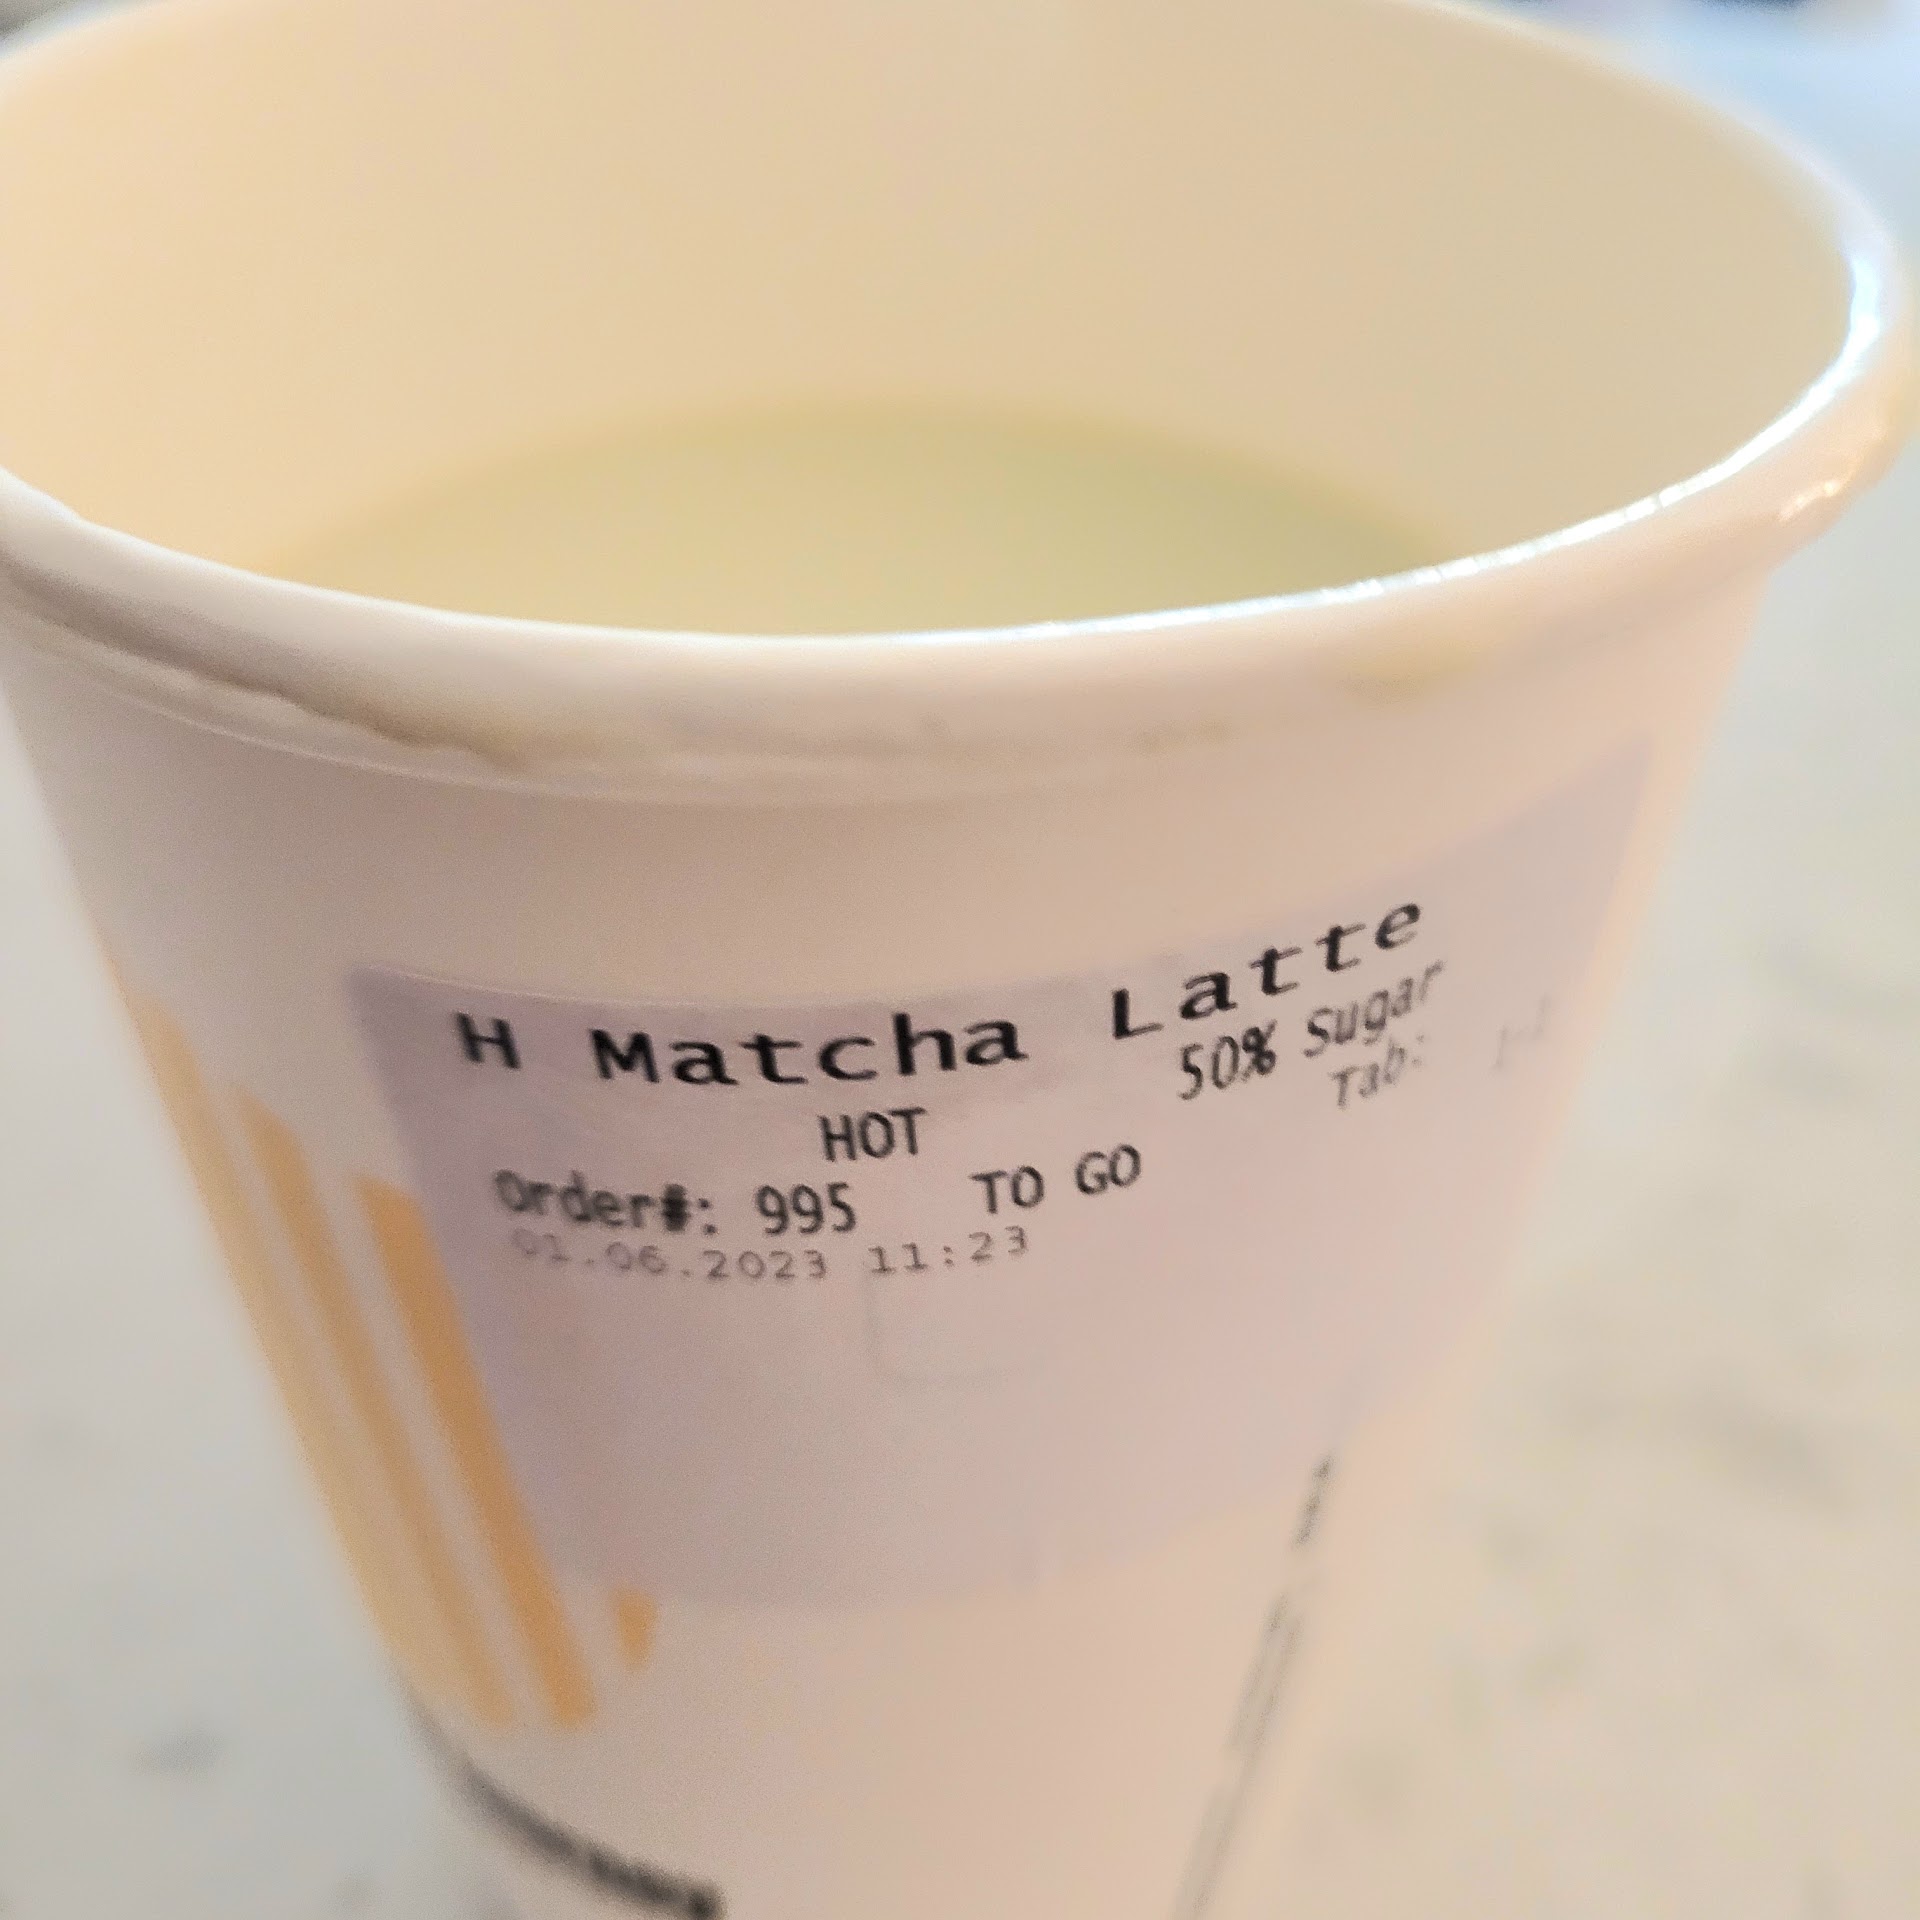 H Matcha Latte
HOT 50% Sugar
Order#: 995 TO GO Tab:
01.06.2023 11:23